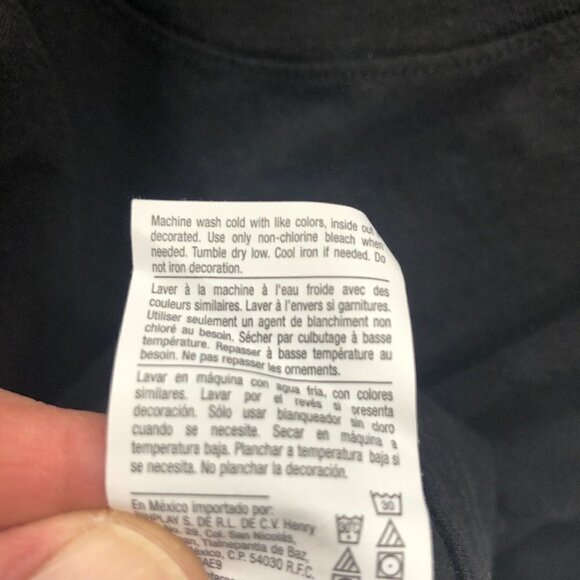 Machine wash cold with like colors, inside out
decorated. Use only non-chlorine bleach when
needed. Tumble dry low. Cool iron if needed. Do
not iron decoration.
Laver à la machine à l'eau froide avec des
couleurs similaires. Laver à l'envers si garnitures.
Utiliser seulement un agent de blanchiment non
chloré au besoin. Sécher par culbutage à basse
température. Repasser à basse température au
besoin. Ne pas repasser les ornements.
Lavar en máquina con agua fría, con colores
similares. Lavar por el revés si presenta
decoración. Sólo usar blanqueador sin cloro
cuando se necesite. Secar en máquina a
temperatura baja. Planchar a temperatura baja si
se necesita. No planchar la decoración.
En México importado por:
S. DE R.L. DE C.V. Henry
29, Col. San Nicolás,
Tlalnepantla de Baz,
México. C.P. 54030 R.F.C.
30